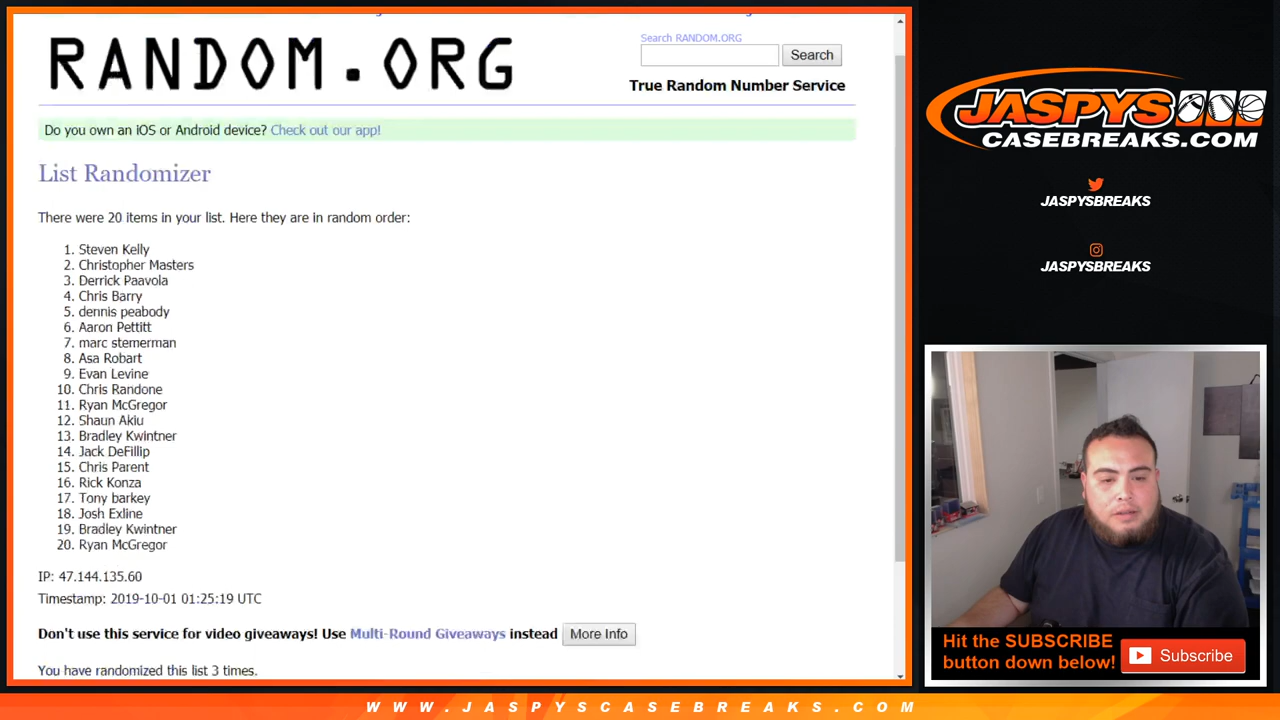 RANDOM.ORG
Search RANDOM.ORG
Search
True Random Number Service
Do you own an iOS or Android device? Check out our app!
List Randomizer
There were 20 items in your list. Here they are in random order:
1. Steven Kelly
2. Christopher Masters
3. Derrick Paavola
4. Chris Barry
5. dennis peabody
6. Aaron Pettitt
7. marc stemerman
8. Asa Robart
9. Evan Levine
10. Chris Randone
11. Ryan McGregor
12. Shaun Akiu
13. Bradley Kwintner
14. Jack DeFillip
15. Chris Parent
16. Rick Konza
17. Tony barkey
18. Josh Exline
19. Bradley Kwintner
20. Ryan McGregor
IP: 47.144.135.60
Timestamp: 2019-10-01 01:25:19 UTC
Don't use this service for video giveaways! Use Multi-Round Giveaways instead
More Info
You have randomized this list 3 times.
JASPYS
CASEBREAKS.COM
JASPYSBREAKS
JASPYSBREAKS
Hit the SUBSCRIBE
button down below!
Subscribe
WWW.JASPYSCASEBREAKS.COM